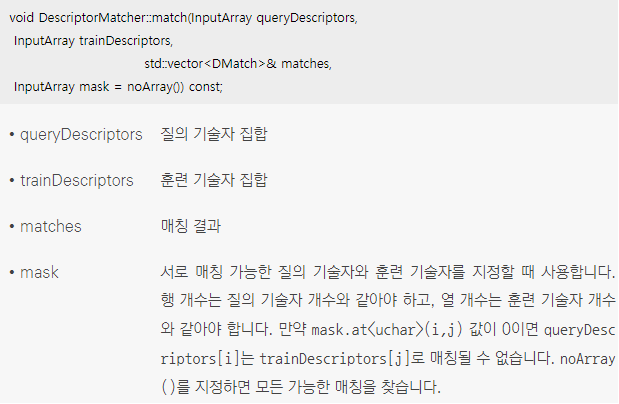 void DescriptorMatcher::match(InputArray queryDescriptors,
InputArray trainDescriptors,
std::vector<DMatch>& matches,
InputArray mask = noArray()) const;
• queryDescriptors 질의 기술자 집합
• trainDescriptors 훈련 기술자 집합
• matches 매칭 결과
• mask 서로 매칭 가능한 질의 기술자와 훈련 기술자를 지정할 때 사용합니다.
행 개수는 질의 기술자 개수와 같아야 하고, 열 개수는 훈련 기술자 개수
와 같아야 합니다. 만약 mask.at<uchar>(i,j) 값이 0이면 queryDesc
riptors[i]는 trainDescriptors[j]로 매칭될 수 없습니다. noArray
()를 지정하면 모든 가능한 매칭을 찾습니다.